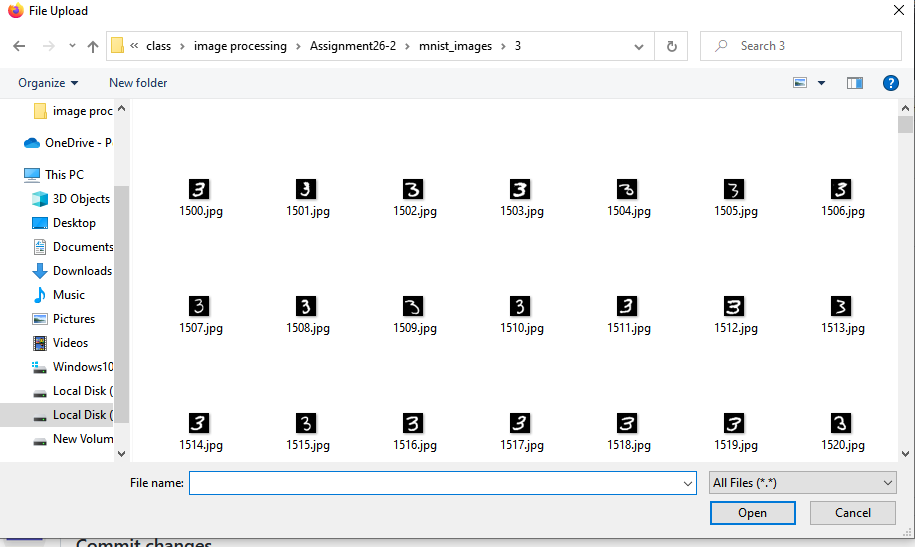 File Upload
« class › image processing › Assignment26-2 › mnist_images › 3
Search 3
Organize
New folder
image proc
OneDrive - P
This PC
3D Objects
Desktop
Documents
Downloads
Music
Pictures
Videos
Windows10
Local Disk (
Local Disk (
New Volum
3 3 3 3 3 3 3
1500.jpg 1501.jpg 1502.jpg 1503.jpg 1504.jpg 1505.jpg 1506.jpg
3 3 3 3 3 3 3
1507.jpg 1508.jpg 1509.jpg 1510.jpg 1511.jpg 1512.jpg 1513.jpg
3 3 3 3 3 3 3
1514.jpg 1515.jpg 1516.jpg 1517.jpg 1518.jpg 1519.jpg 1520.jpg
File name:
All Files (*.*)
Open
Cancel
Commit changes